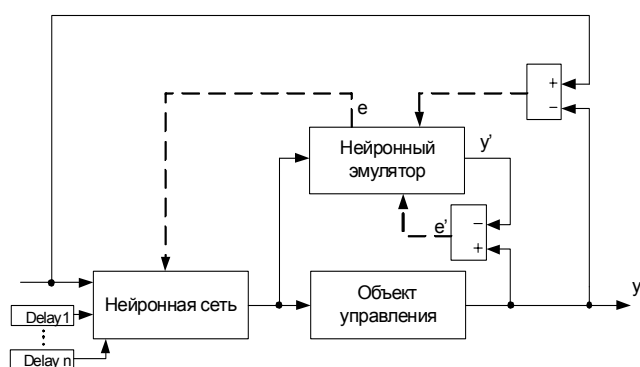 +
−
e
Нейронный
эмулятор
y'
e'
−
+
Нейронная сеть
Объект
управления
y
Delay1
Delay n